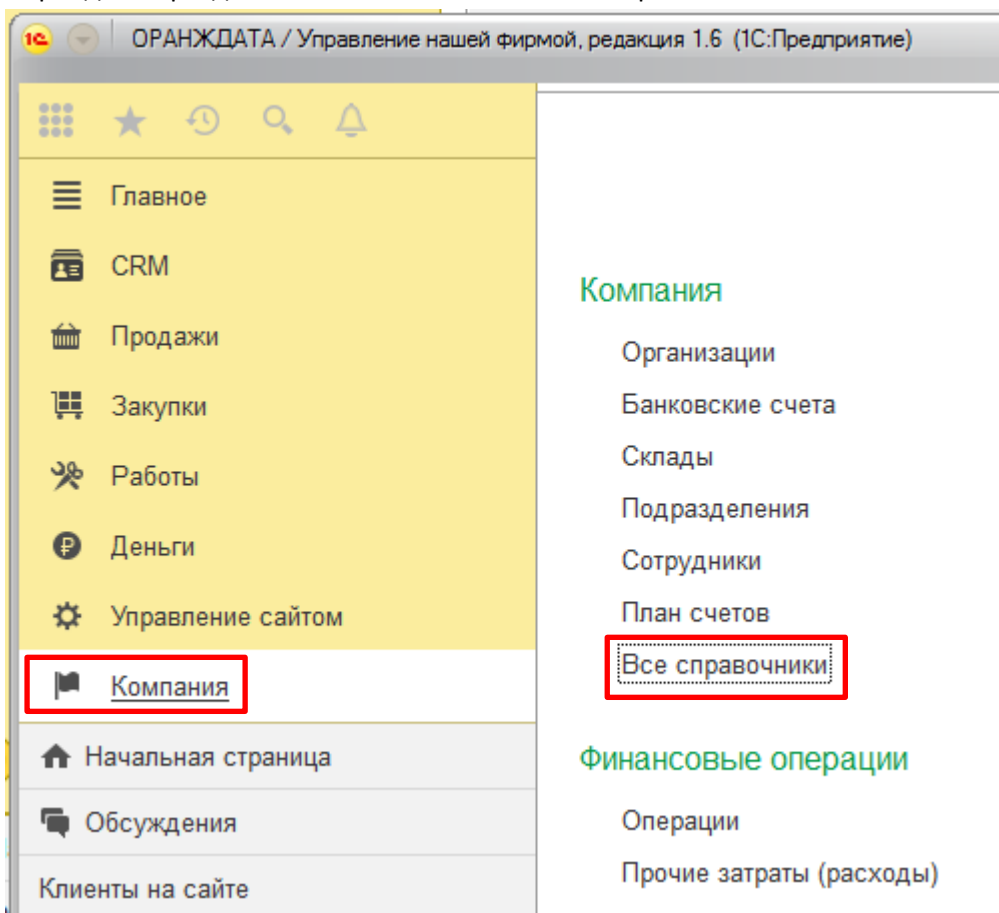 1С ОРАНЖДАТА / Управление нашей фирмой, редакция 1.6 (1С:Предприятие)
Главное
CRM
Продажи
Закупки
Работы
Деньги
Управление сайтом
Компания
Начальная страница
Обсуждения
Клиенты на сайте
Компания
Организации
Банковские счета
Склады
Подразделения
Сотрудники
План счетов
Все справочники
Финансовые операции
Операции
Прочие затраты (расходы)